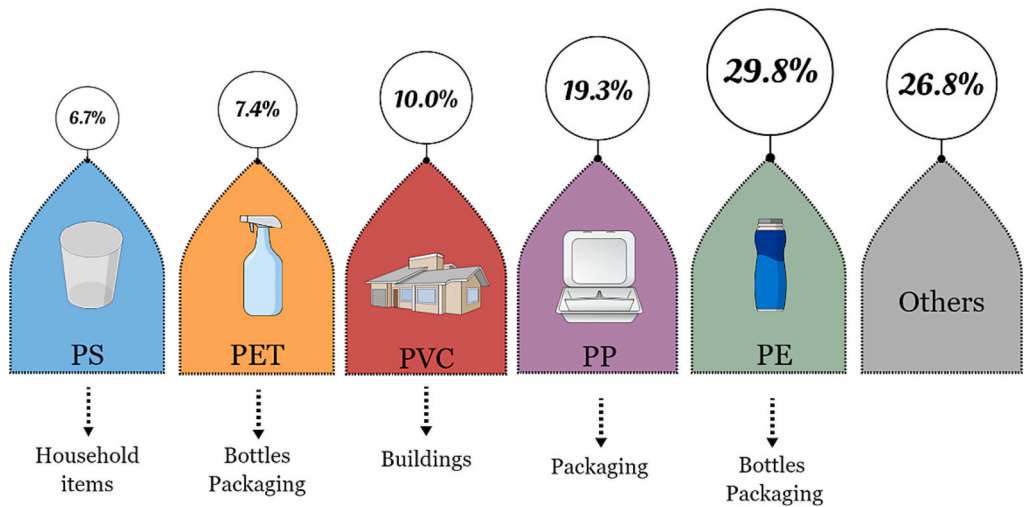 6.7%
7.4%
10.0%
19.3%
29.8%
26.8%
PS
PET
PVC
PP
PE
Others
Household
items
Bottles
Packaging
Buildings
Packaging
Bottles
Packaging